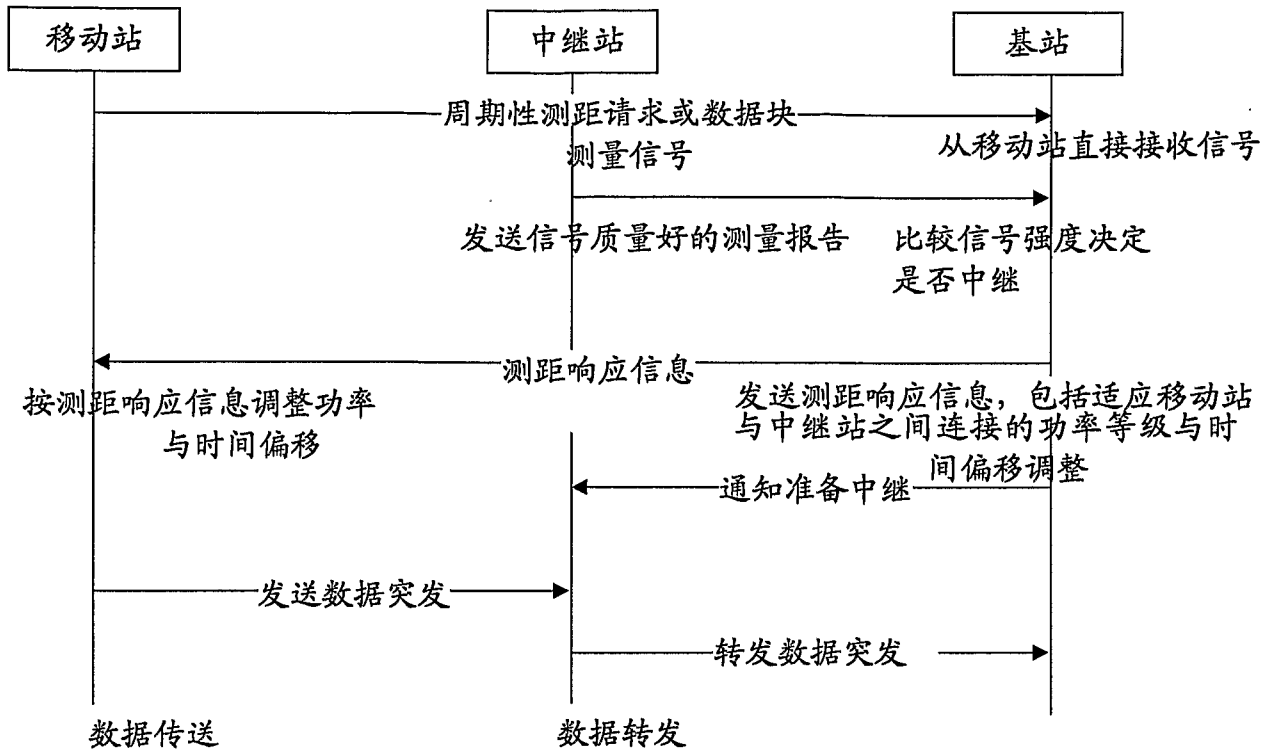 移动站
中继站
基站
周期性测距请求或数据块
测量信号
从移动站直接接收信号
发送信号质量好的测量报告
比较信号强度决定
是否中继
测距响应信息
按测距响应信息调整功率
与时间偏移
发送测距响应信息，包括适应移动站
与中继站之间连接的功率等级与时
间偏移调整
通知准备中继
发送数据突发
转发数据突发
数据传送
数据转发